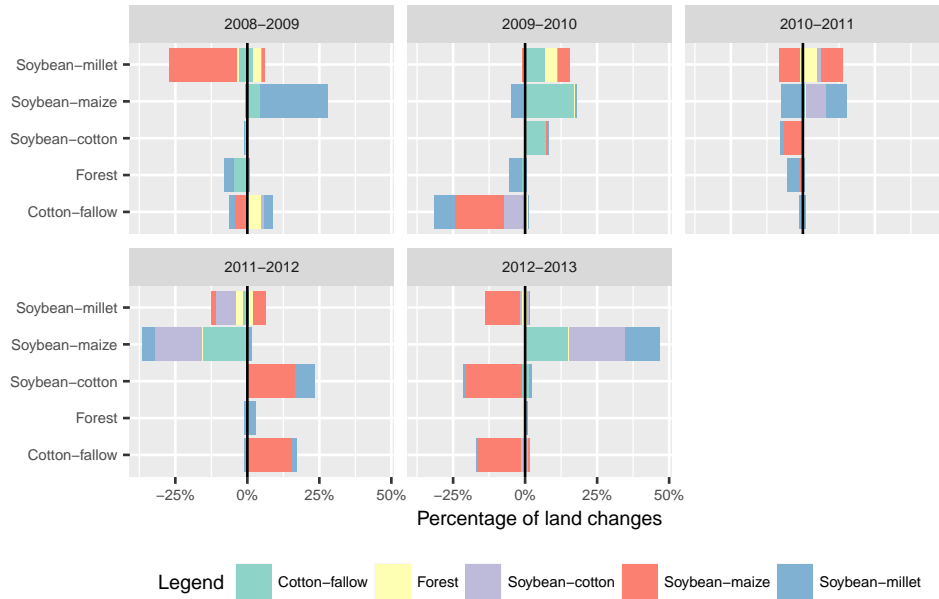 2008−2009
2009−2010
2010−2011
Soybean−millet
Soybean−maize
Soybean−cotton
Forest
Cotton−fallow
2011−2012
2012−2013
Soybean−millet
Soybean−maize
Soybean−cotton
Forest
Cotton−fallow
−25% 0% 25% 50% −25% 0% 25% 50%
Percentage of land changes
Legend Cotton−fallow Forest Soybean−cotton Soybean−maize Soybean−millet